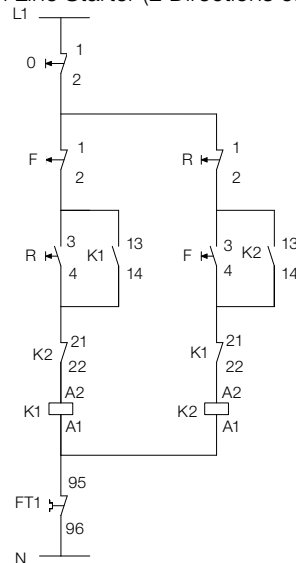 Line Starter (2 Directions of
L1
0 1
2
F 1
2
R 1
2
R 3
4
K1 13
14
F 3
4
K2 13
14
K2 21
22
K1 21
22
K1 A2
A1
K2 A2
A1
FT1 95
96
N